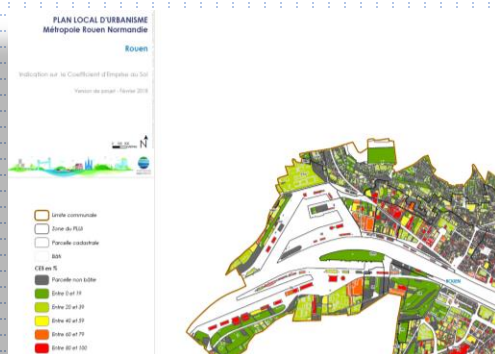 PLAN LOCAL D'URBANISME
Métropole Rouen Normandie
Rouen
Indication sur le Coefficient d'Emprise au Sol
Version de projet - Février 2018
N
Limite communale
Zone du PLUi
Parcelle cadastrale
Bâti
CES en %
Parcelle non bâtie
Entre 0 et 19
Entre 20 et 39
Entre 40 et 59
Entre 60 et 79
Entre 80 et 100
ROUEN